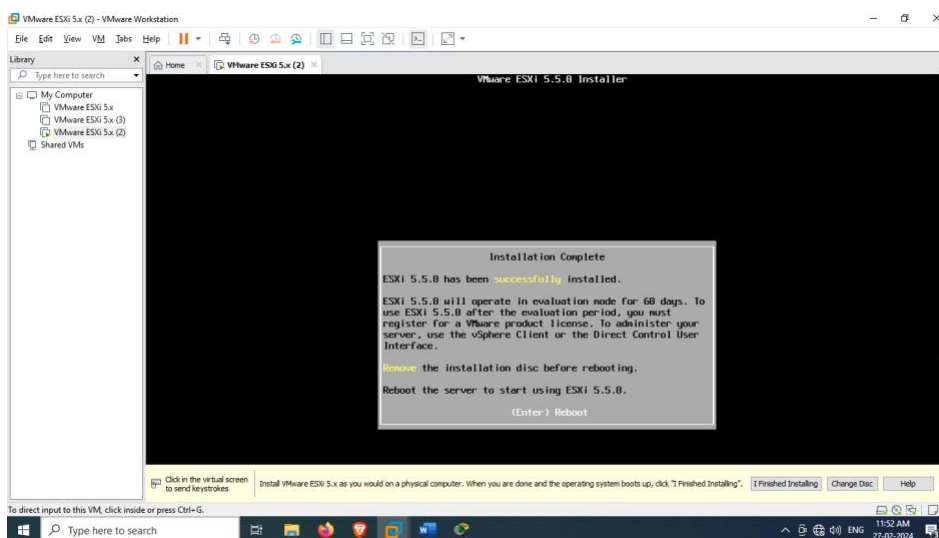 VMware ESXi 5.x (2) - VMware Workstation
File Edit View VM Tabs Help
Library
Type here to search
My Computer
VMware ESXi 5.x
VMware ESXi 5.x (3)
VMware ESXi 5.x (2)
Shared VMs
Home VMware ESXi 5.x (2)
VMware ESXi 5.5.0 Installer
Installation Complete
ESXi 5.5.0 has been successfully installed.
ESXi 5.5.0 will operate in evaluation mode for 60 days. To
use ESXi 5.5.0 after the evaluation period, you must
register for a VMware product license. To administer your
server, use the vSphere Client or the Direct Control User
Interface.
Remove the installation disc before rebooting.
Reboot the server to start using ESXi 5.5.0.
(Enter) Reboot
Click in the virtual screen
to send keystrokes
Install VMware ESXi 5.x as you would on a physical computer. When you are done and the operating system boots up, click "I Finished Installing".
I Finished Installing Change Disc Help
To direct input to this VM, click inside or press Ctrl+G.
Type here to search
ENG
11:52 AM
27-02-2024